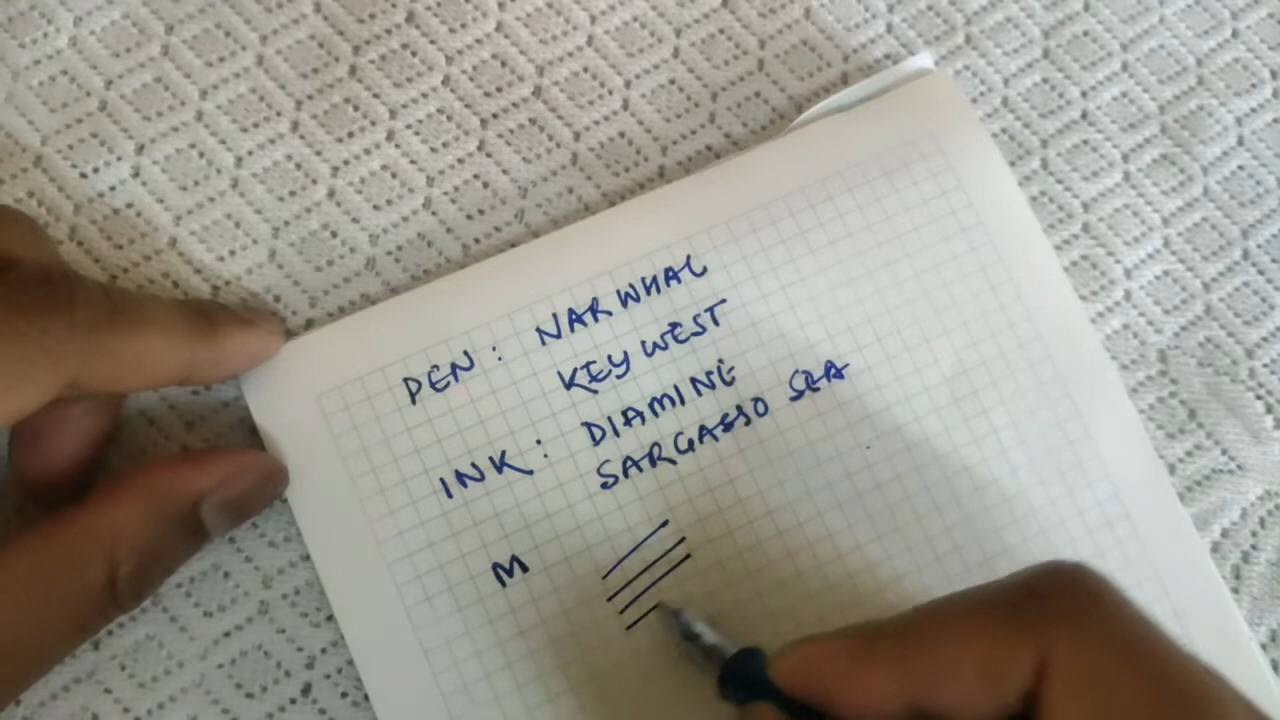 PEN : NARWHAL
KEY WEST
INK : DIAMINE
SARGASSO SEA
M